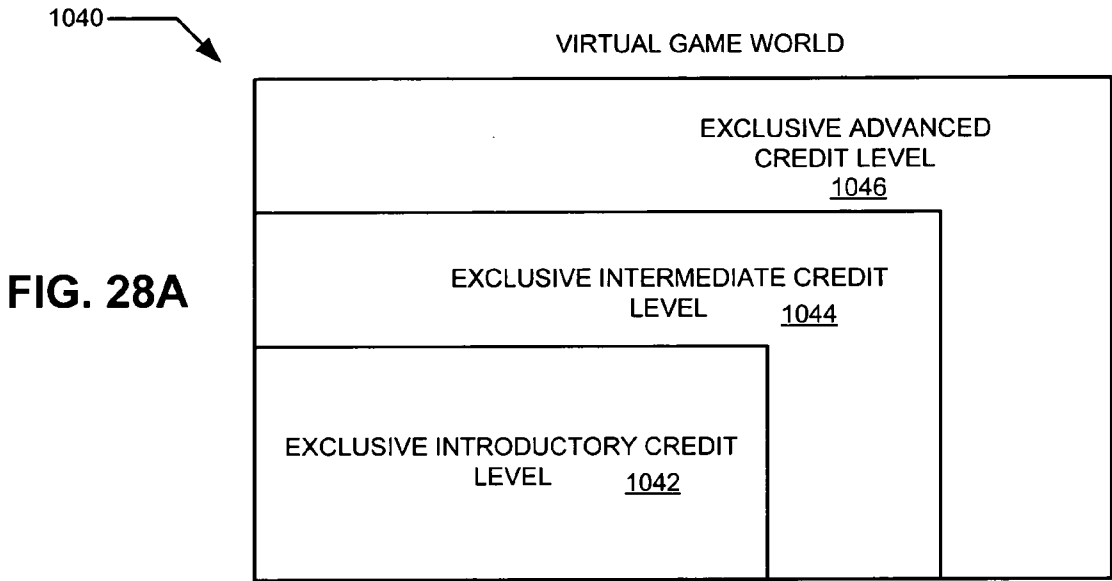 1040
VIRTUAL GAME WORLD
EXCLUSIVE ADVANCED
CREDIT LEVEL
1046
FIG. 28A
EXCLUSIVE INTERMEDIATE CREDIT
LEVEL 1044
EXCLUSIVE INTRODUCTORY CREDIT
LEVEL 1042